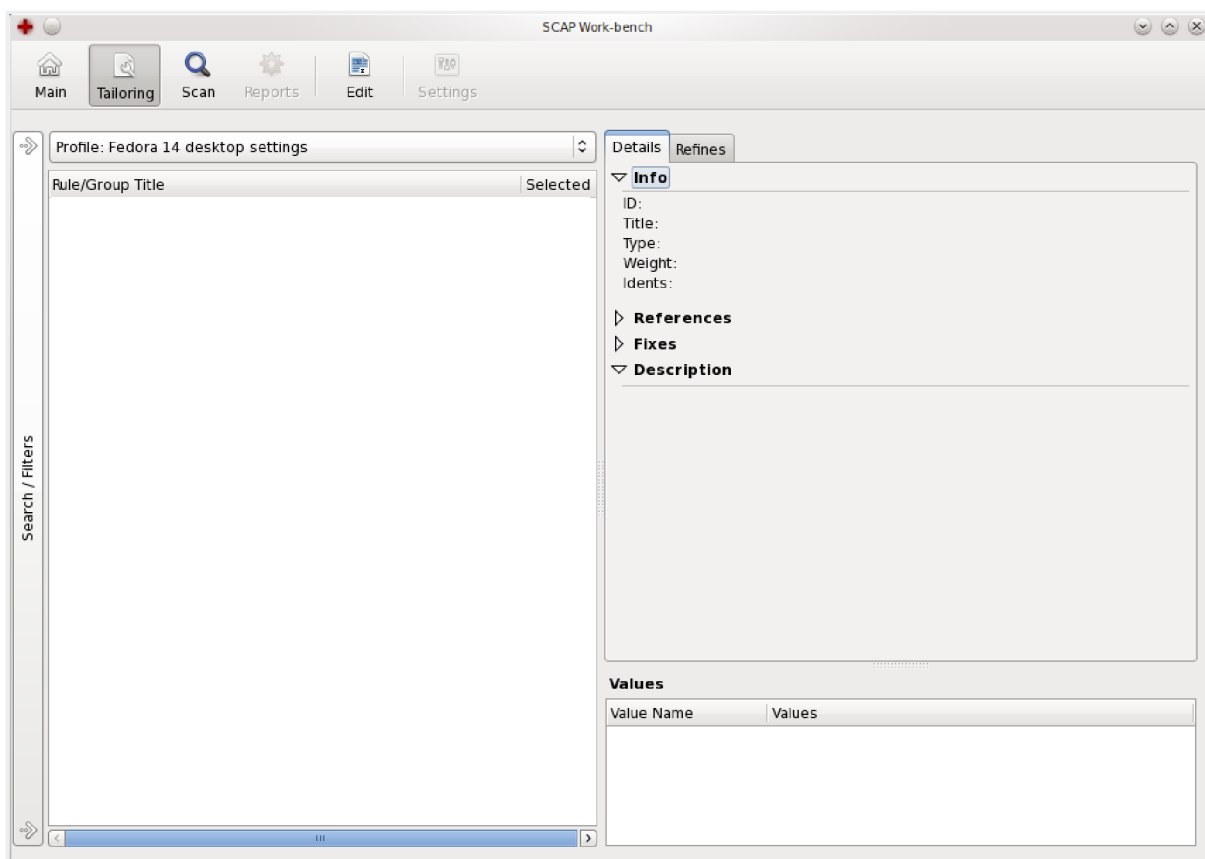 SCAP Work-bench
Main Tailoring Scan Reports Edit Settings
Profile: Fedora 14 desktop settings
Rule/Group Title Selected
Search / Filters
Details Refines
Info
ID:
Title:
Type:
Weight:
Idents:
References
Fixes
Description
Values
Value Name Values